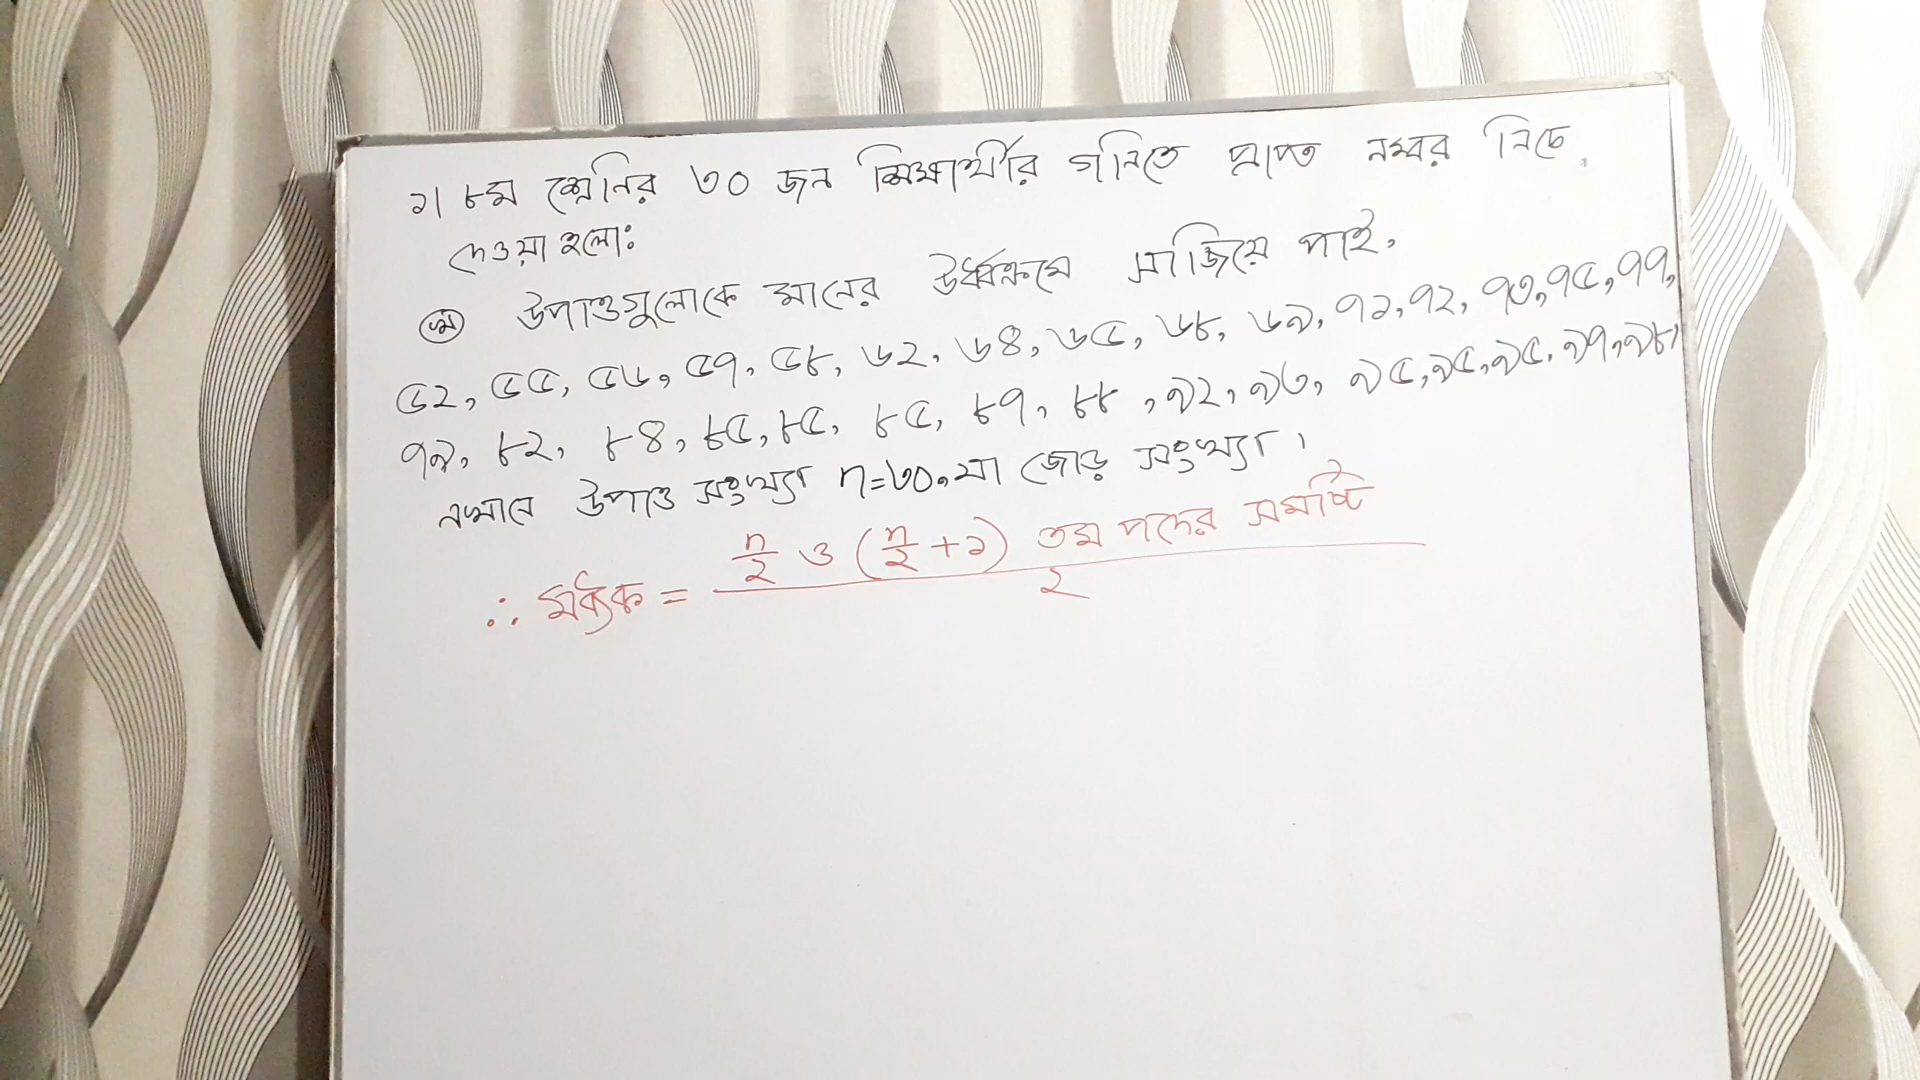 ১। ৮ম শ্রেনির ৩০ জন শিক্ষার্থীর গনিতে প্রাপ্ত নম্বর নিচে
দেওয়া হলোঃ
উপাত্তগুলোকে মানের উর্ধ্বক্রমে সাজিয়ে পাই,
৫২, ৫৫, ৫৬, ৫৭, ৫৮, ৬২, ৬৪, ৬৫, ৬৮, ৬৯, ৭১, ৭২, ৭৩, ৭৫, ৭৭,
৭৯, ৮২, ৮৪, ৮৫, ৮৫, ৮৫, ৮৭, ৮৮, ৯২, ৯৩, ৯৫, ৯৫, ৯৫, ৯৭, ৯৮।
এখানে উপাত্ত সংখ্যা n=৩০, যা জোড় সংখ্যা।
∴ মধ্যক = n/২ ও (n/২ + ১) তম পদের সমষ্টি / ২